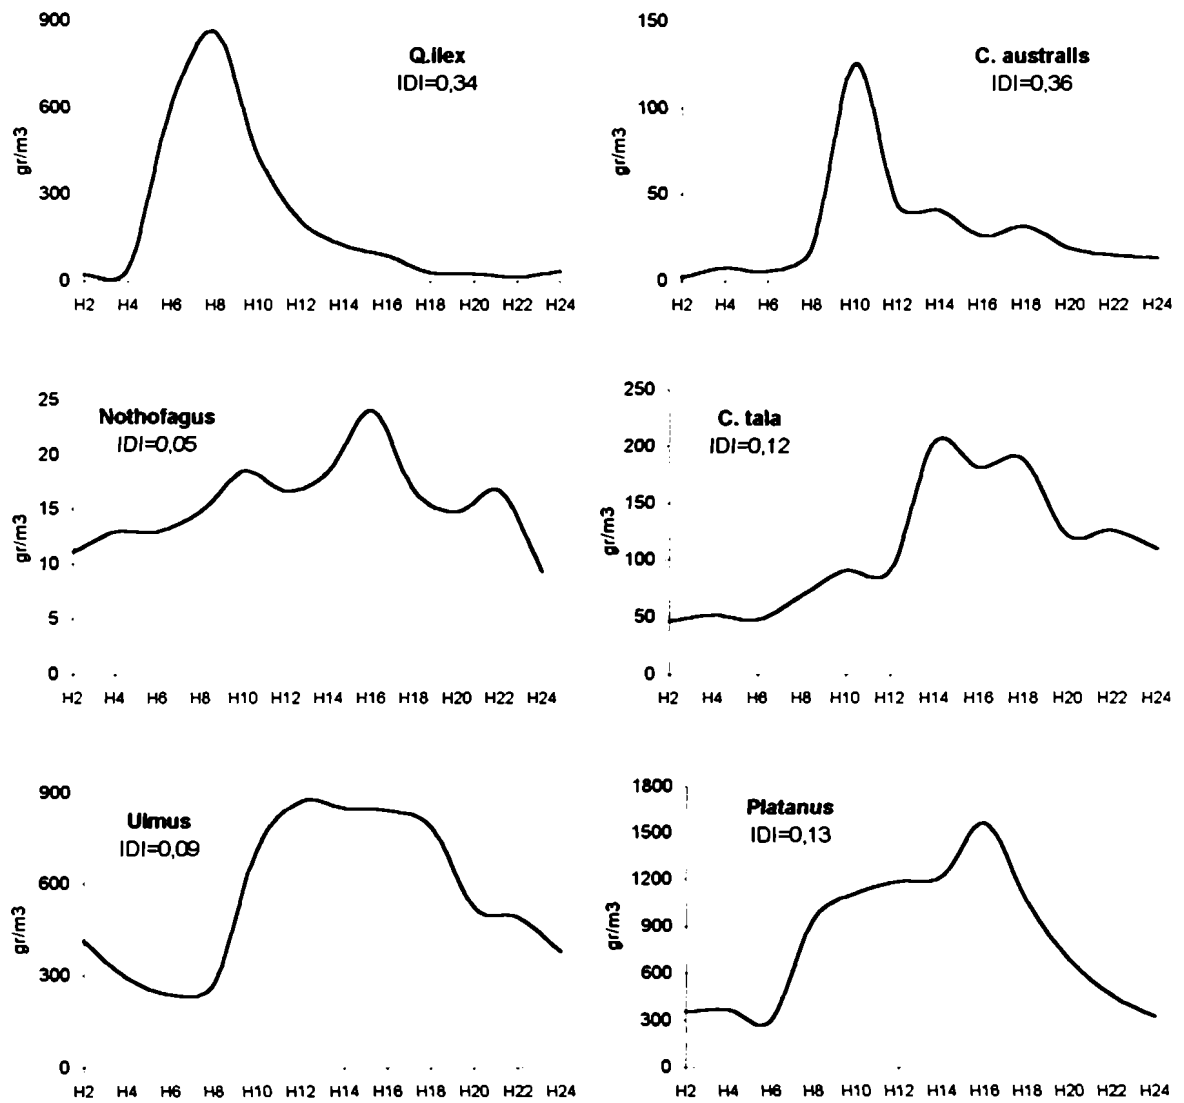 900
Q.ilex
IDI=0,34
600
gr/m3
300
0
H2 H4 H6 H8 H10 H12 H14 H16 H18 H20 H22 H24
150
C. australis
IDI=0,36
100
gr/m3
50
0
H2 H4 H6 H8 H10 H12 H14 H16 H18 H20 H22 H24
25
Nothofagus
IDI=0,05
20
15
gr/m3
10
5
0
H2 H4 H6 H8 H10 H12 H14 H16 H18 H20 H22 H24
250
C. tala
IDI=0,12
200
150
gr/m3
100
50
0
H2 H4 H6 H8 H10 H12 H14 H16 H18 H20 H22 H24
900
Ulmus
IDI=0,09
600
gr/m3
300
0
H2 H4 H6 H8 H10 H12 H14 H16 H18 H20 H22 H24
1800
Platanus
IDI=0,13
1500
1200
900
gr/m3
600
300
0
H2 H4 H6 H8 H10 H12 H14 H16 H18 H20 H22 H24